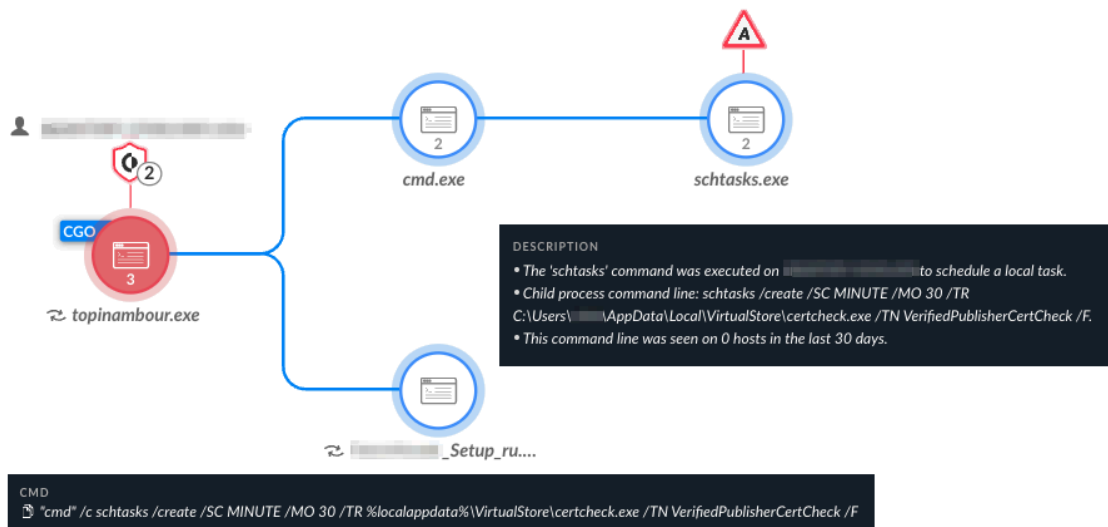 A
2
2
2
cmd.exe
schtasks.exe
CGO
3
topinambour.exe
DESCRIPTION
• The 'schtasks' command was executed on to schedule a local task.
• Child process command line: schtasks /create /SC MINUTE /MO 30 /TR
C:\Users\ \AppData\Local\VirtualStore\certcheck.exe /TN VerifiedPublisherCertCheck /F.
• This command line was seen on 0 hosts in the last 30 days.
_Setup_ru....
CMD
"cmd" /c schtasks /create /SC MINUTE /MO 30 /TR %localappdata%\VirtualStore\certcheck.exe /TN VerifiedPublisherCertCheck /F